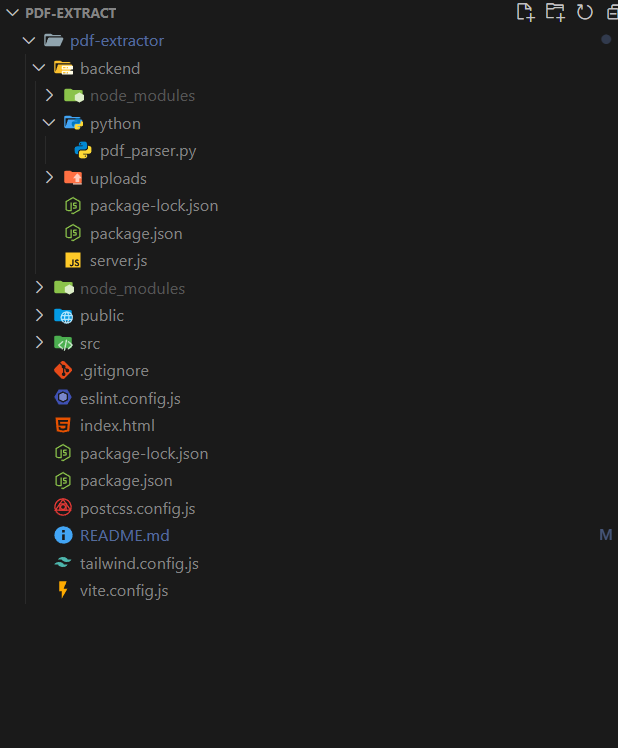 PDF-EXTRACT
pdf-extractor
backend
node_modules
python
pdf_parser.py
uploads
package-lock.json
package.json
JS server.js
node_modules
public
src
.gitignore
eslint.config.js
index.html
package-lock.json
package.json
postcss.config.js
README.md M
tailwind.config.js
vite.config.js